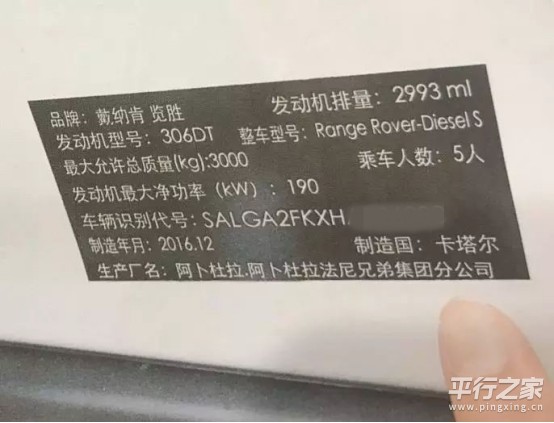 品牌：戴纳肯 览胜 发动机排量：2993 ml
发动机型号：306DT 整车型号：Range Rover-Diesel S
最大允许总质量(kg):3000 乘车人数：5人
发动机最大净功率（kW）：190
车辆识别代号：SALGA2FKXH
制造年月：2016.12 制造国：卡塔尔
生产厂名：阿卜杜拉.阿卜杜拉法尼兄弟集团分公司
平行之家
www.pingxing.cn